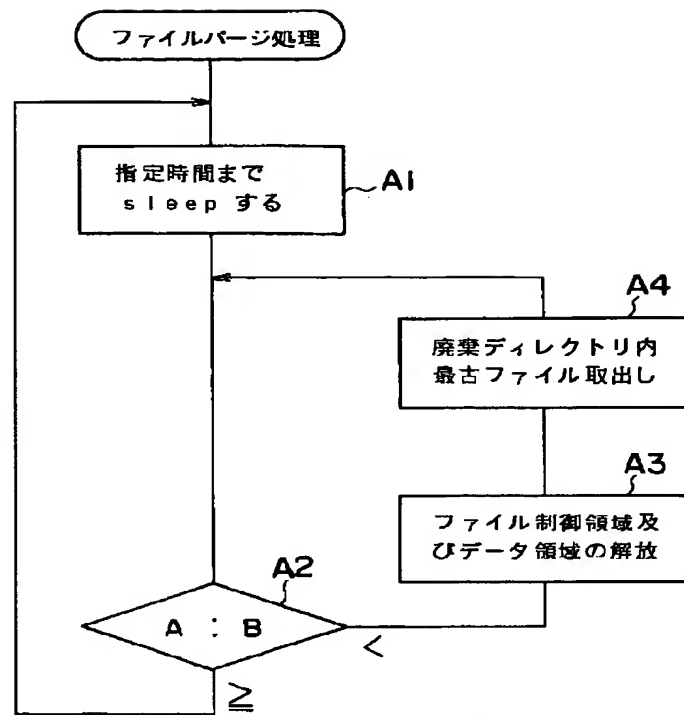 ファイルパージ処理
指定時間まで
sleep する
A1
A4
廃棄ディレクトリ内
最古ファイル取出し
A3
ファイル制御領域及
びデータ領域の解放
A2
A : B
<
≧